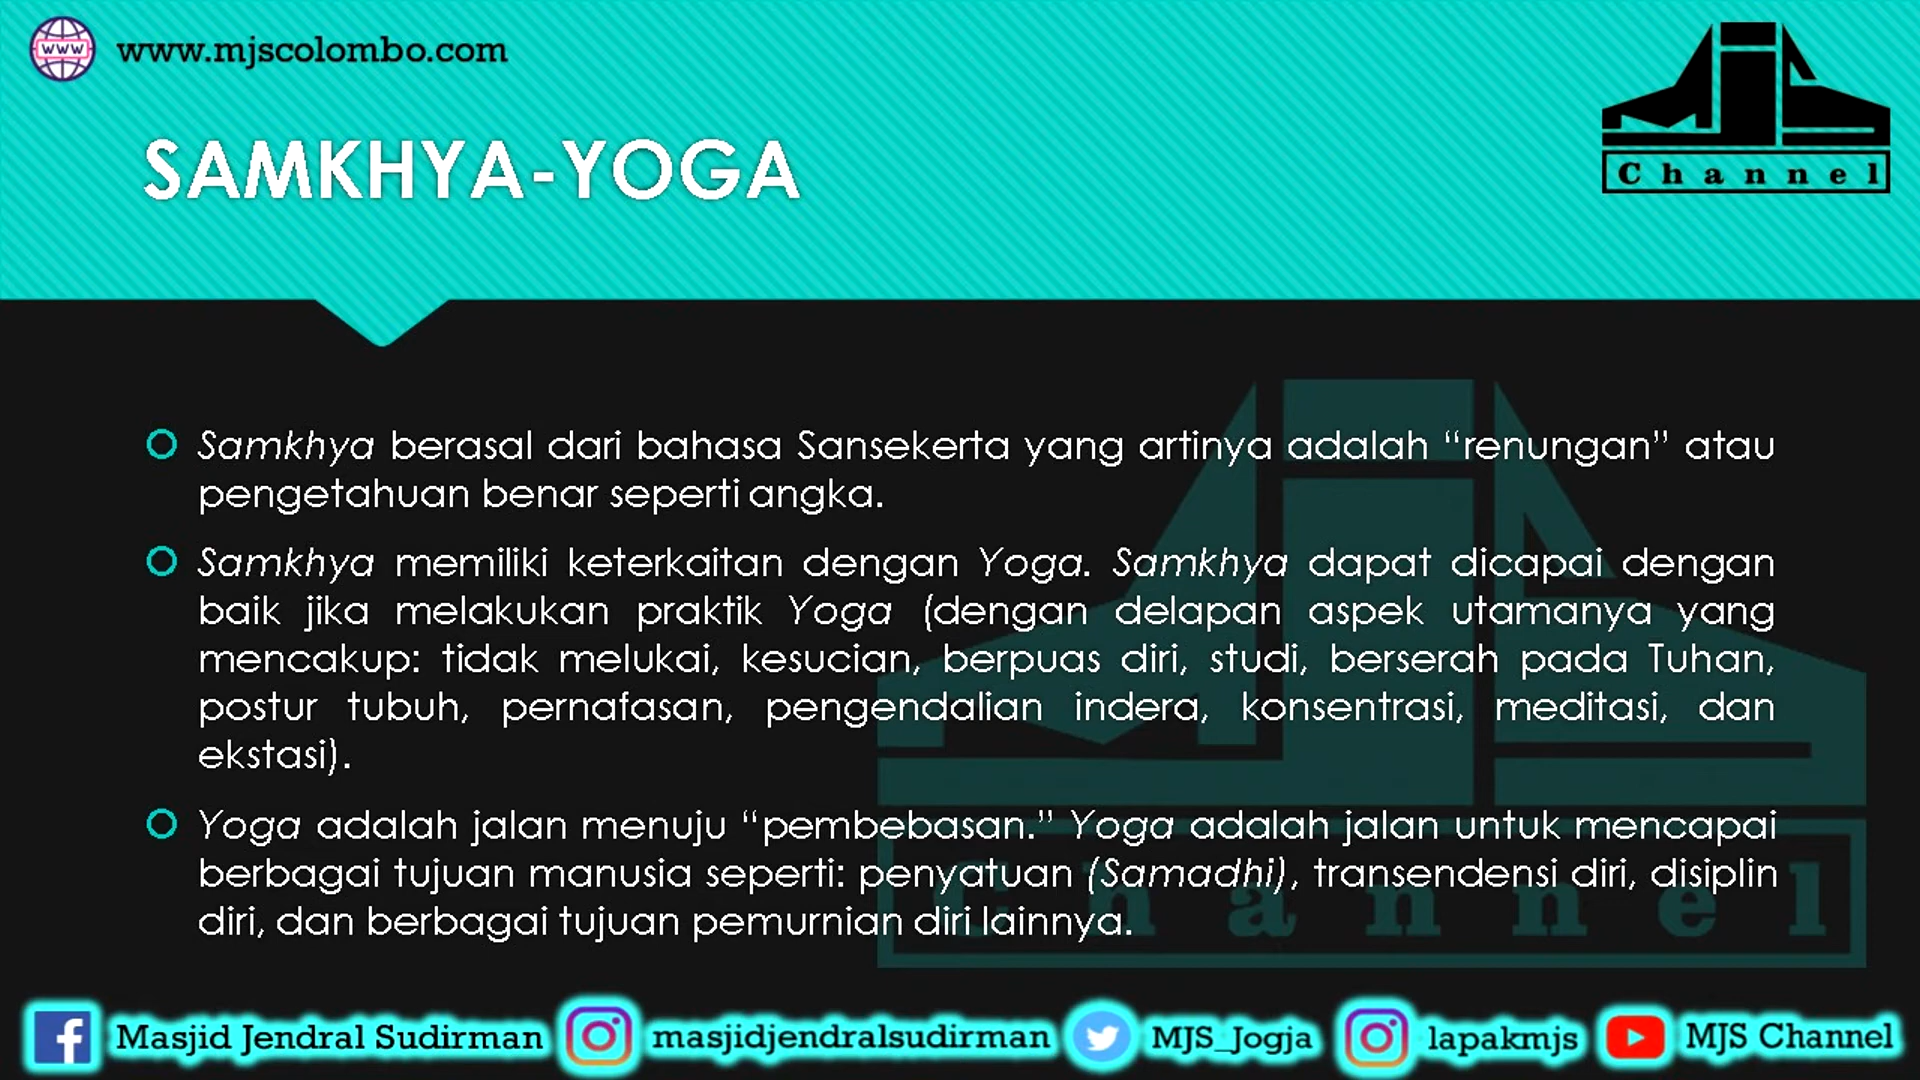 www
www.mjscolombo.com
MJS
Channel
SAMKHYA-YOGA
Samkhya berasal dari bahasa Sansekerta yang artinya adalah “renungan” atau
pengetahuan benar seperti angka.
Samkhya memiliki keterkaitan dengan Yoga. Samkhya dapat dicapai dengan
baik jika melakukan praktik Yoga (dengan delapan aspek utamanya yang
mencakup: tidak melukai, kesucian, berpuas diri, studi, berserah pada Tuhan,
postur tubuh, pernafasan, pengendalian indera, konsentrasi, meditasi, dan
ekstasi).
Yoga adalah jalan menuju “pembebasan.” Yoga adalah jalan untuk mencapai
berbagai tujuan manusia seperti: penyatuan (Samadhi), transendensi diri, disiplin
diri, dan berbagai tujuan pemurnian diri lainnya.
MJS
Channel
Masjid Jendral Sudirman masjidjendralsudirman MJS_Jogja lapakmjs MJS Channel